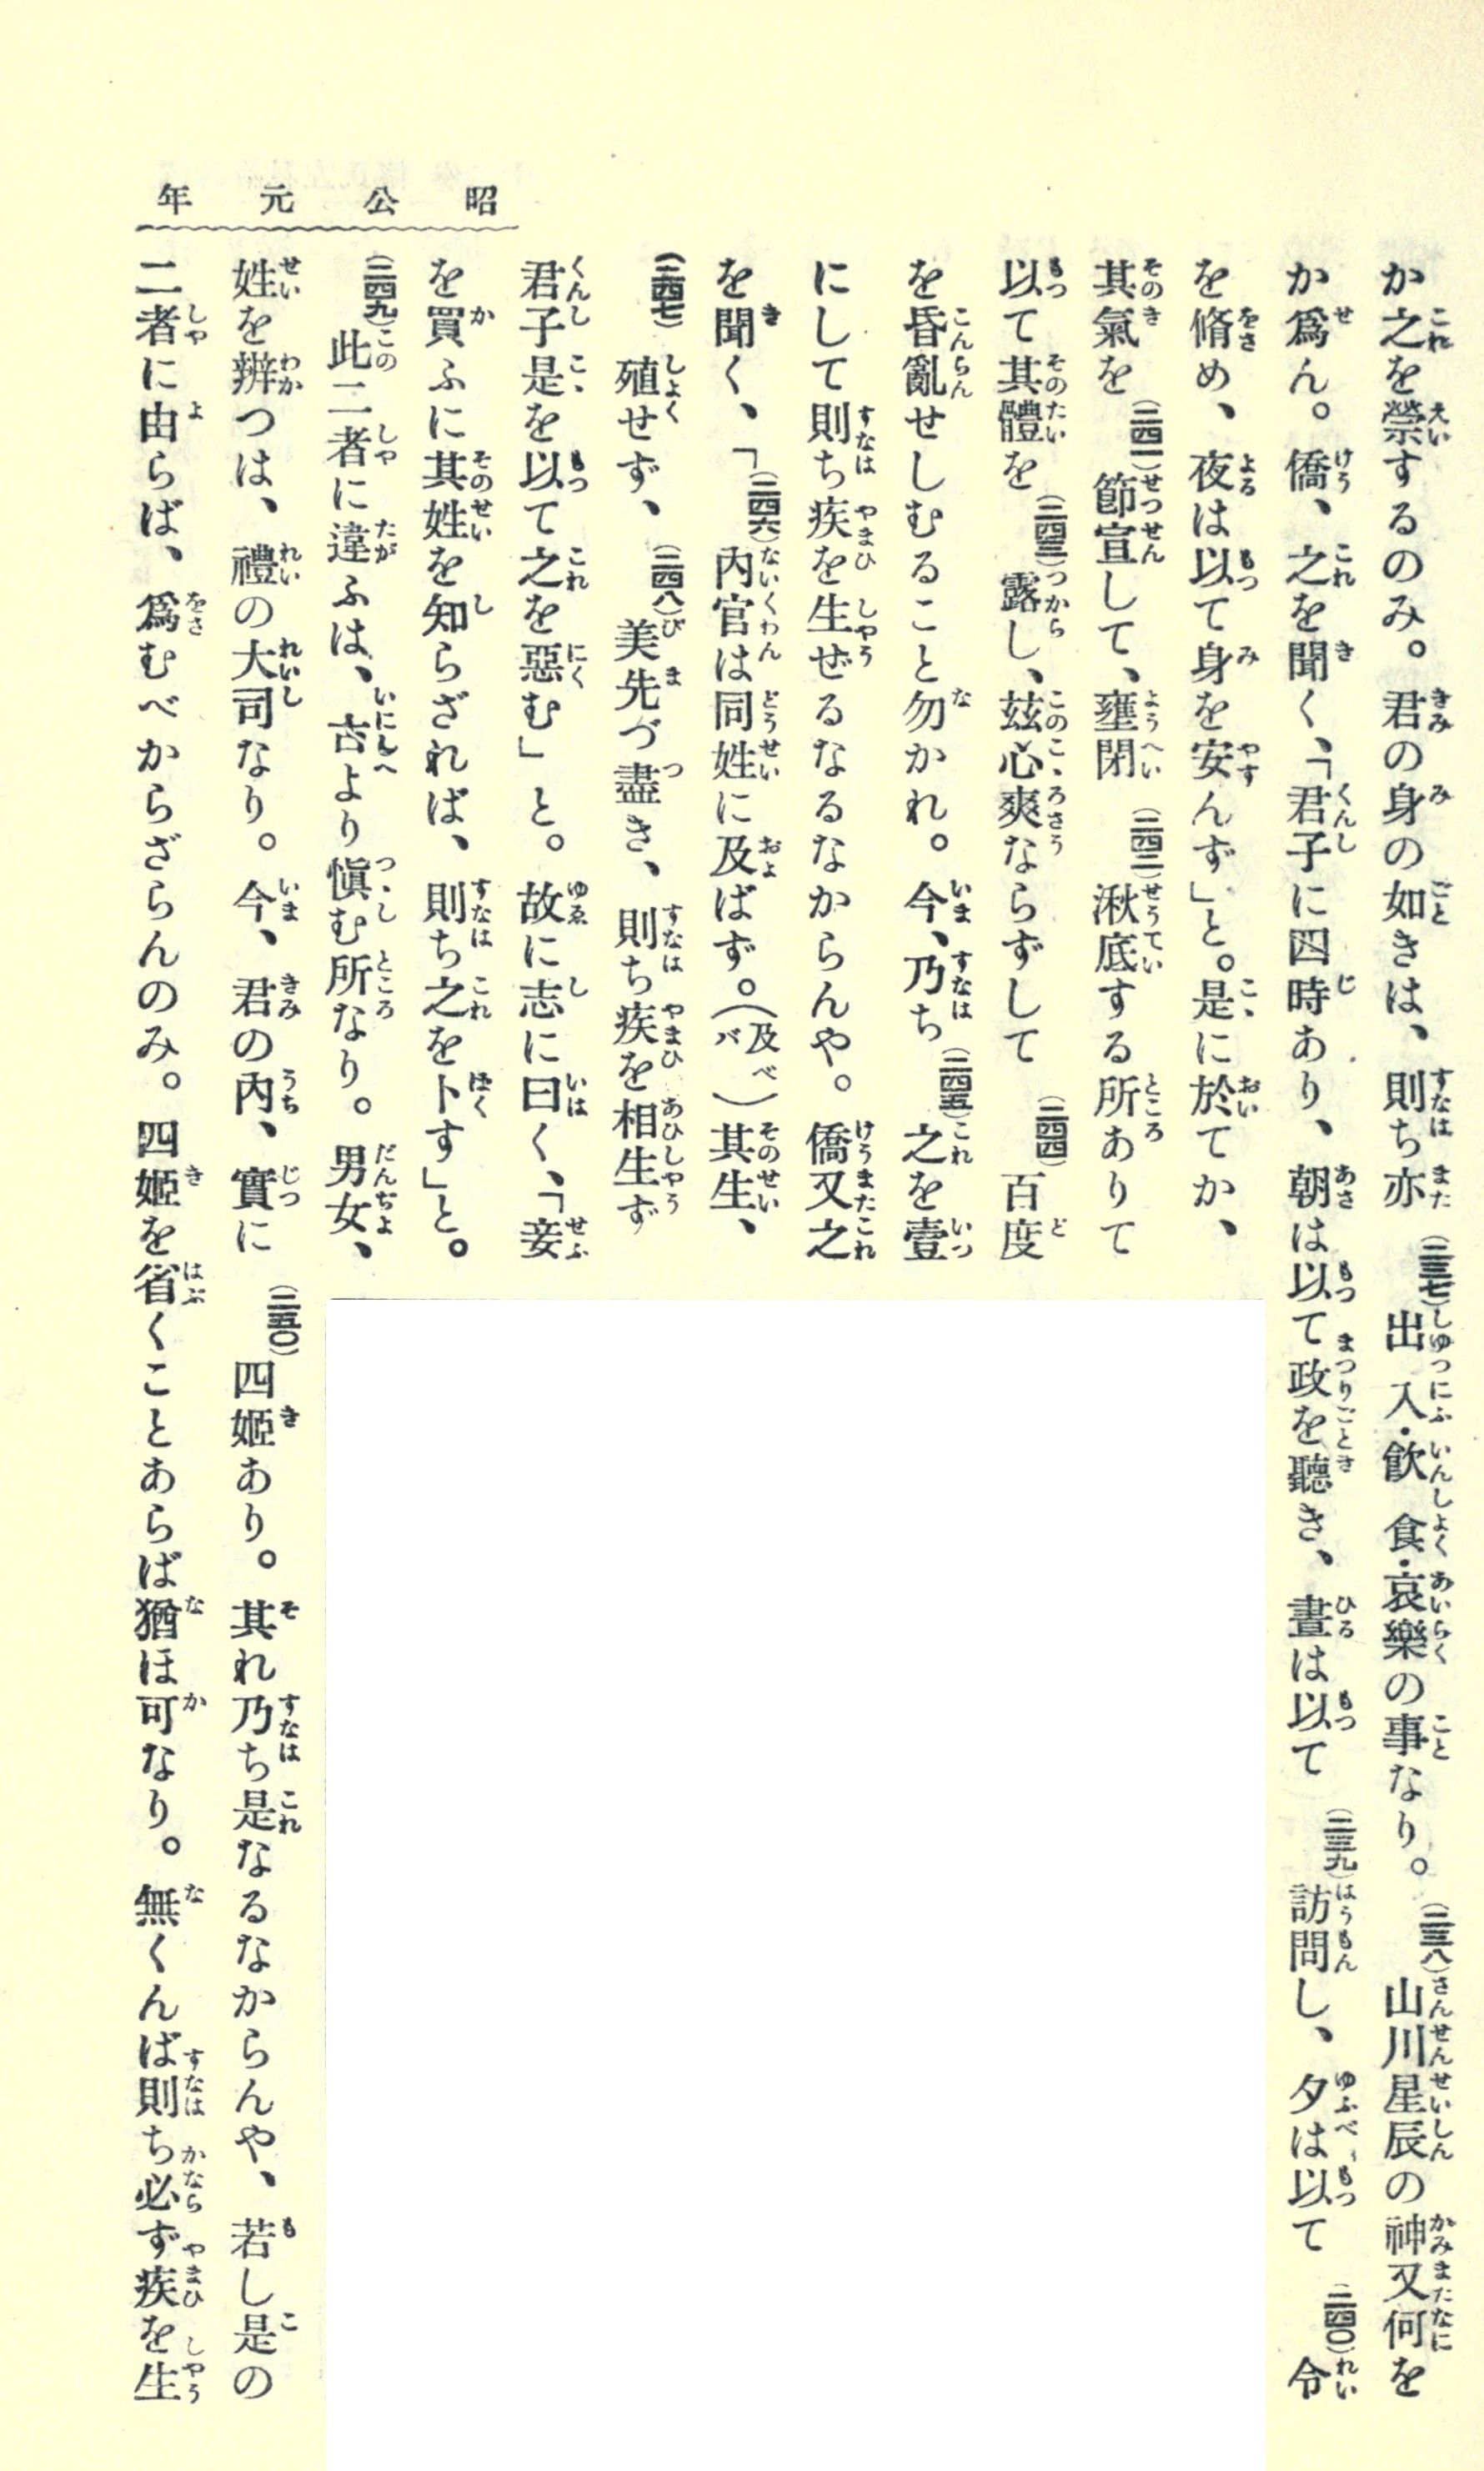 昭公元年
か之を禜するのみ。君の身の如きは、則ち亦(二三七)出入・飮食・哀樂の事なり。(二三八)山川星辰の神又何を
か爲ん。僑、之を聞く、「君子に四時あり、朝は以て政を聽き、晝は以て(二三九)訪問し、夕は以て(二四〇)令
を脩め、夜は以て身を安んず」と。是に於てか、
其氣を(二四一)節宣して、壅閉(二四二)湫底する所ありて
以て其體を(二四三)露し、玆心爽ならずして(二四四)百度
を昏亂せしむること勿かれ。今、乃ち(二四五)之を壹
にして則ち疾を生ぜるなるなからんや。僑又之
を聞く、「(二四六)內官は同姓に及ばず。(及ベバ)其生、
(二四七)殖せず、(二四八)美先づ盡き、則ち疾を相生ず
君子是を以て之を惡む」と。故に志に曰く、「妾
を買ふに其姓を知らざれば、則ち之を卜す」と。
(二四九)此二者に違ふは、古より愼む所なり。男女、
姓を辨つは、禮の大司なり。今、君の內、實に(二五〇)四姬あり。其れ乃ち是なるなからんや、若し是の
二者に由らば、爲むべからざらんのみ。四姬を省くことあらば猶ほ可なり。無くんば則ち必ず疾を生